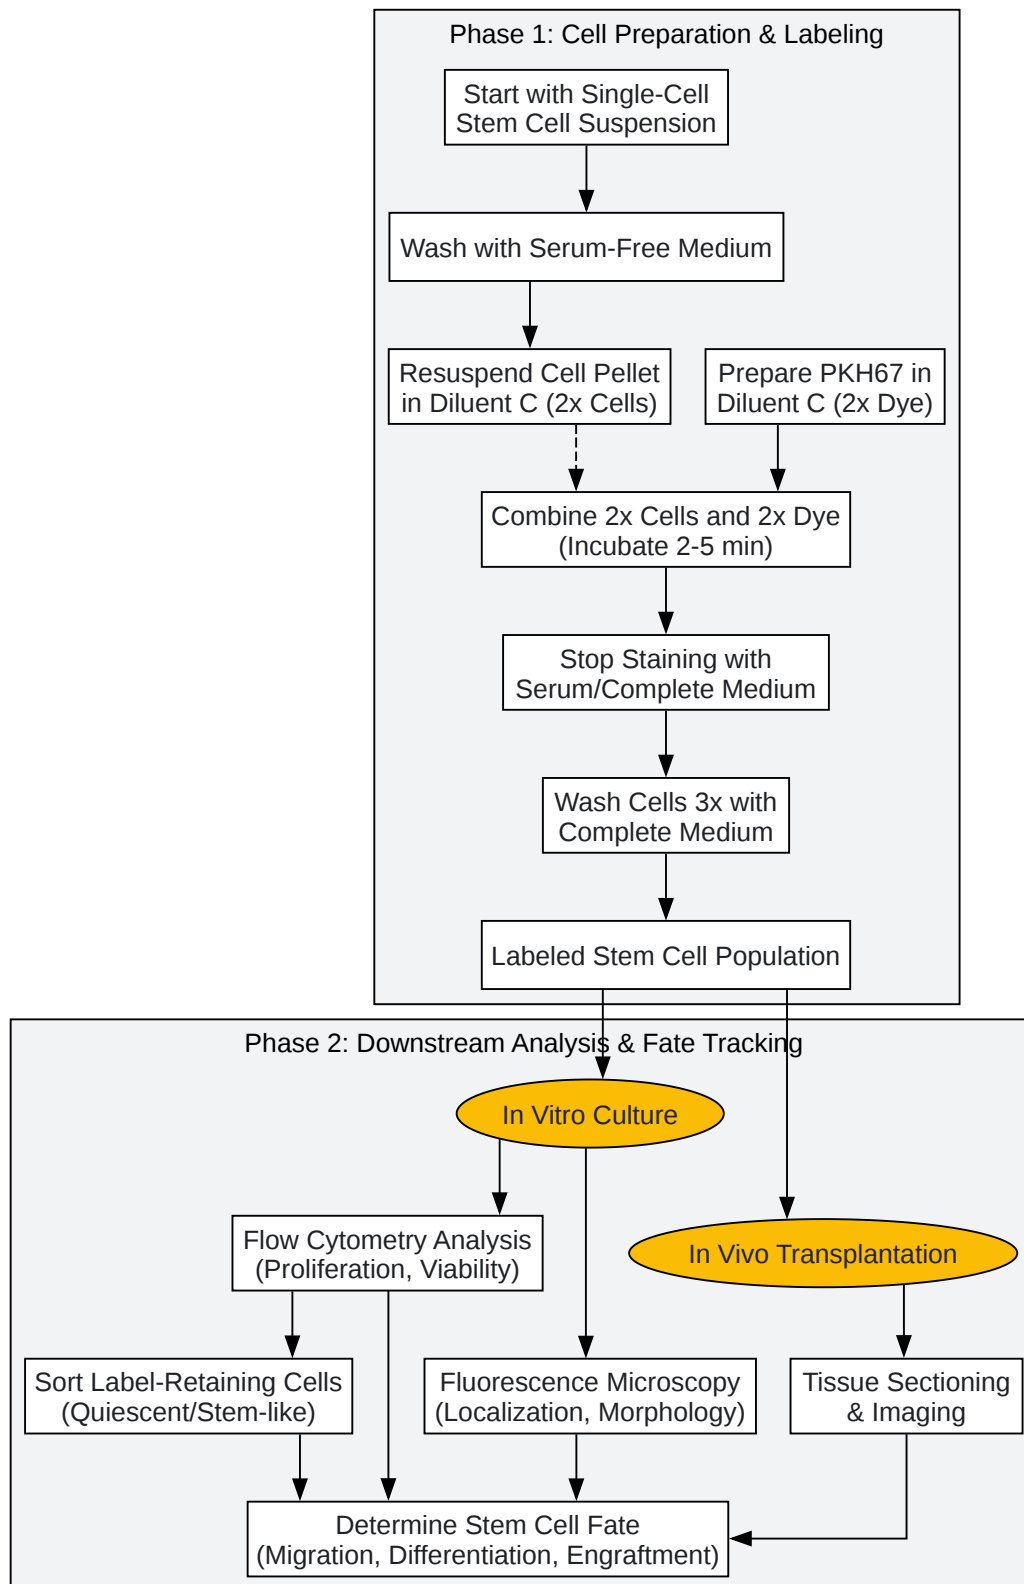 Phase 1: Cell Preparation & Labeling
Start with Single-Cell
Stem Cell Suspension
Wash with Serum-Free Medium
Resuspend Cell Pellet
in Diluent C (2x Cells)
Prepare PKH67 in
Diluent C (2x Dye)
Combine 2x Cells and 2x Dye
(Incubate 2-5 min)
Stop Staining with
Serum/Complete Medium
Wash Cells 3x with
Complete Medium
Labeled Stem Cell Population
Phase 2: Downstream Analysis & Fate Tracking
In Vitro Culture
Flow Cytometry Analysis
(Proliferation, Viability)
In Vivo Transplantation
Sort Label-Retaining Cells
(Quiescent/Stem-like)
Fluorescence Microscopy
(Localization, Morphology)
Tissue Sectioning
& Imaging
Determine Stem Cell Fate
(Migration, Differentiation, Engraftment)